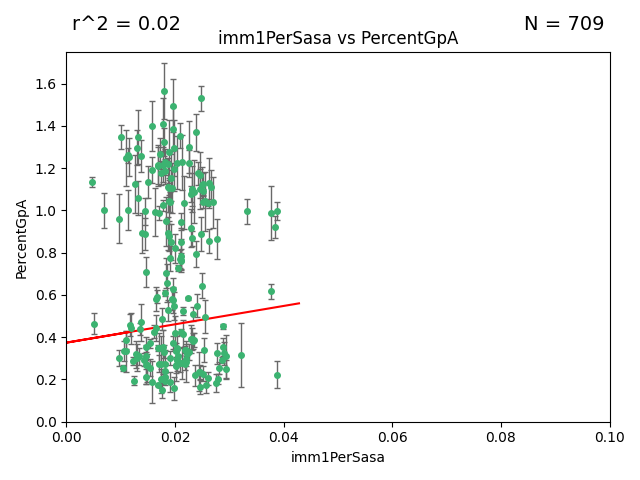 r^2 = 0.02
N = 709
imm1PerSasa vs PercentGpA
PercentGpA
1.6
1.4
1.2
1.0
0.8
0.6
0.4
0.2
0.0
0.00 0.02 0.04 0.06 0.08 0.10
imm1PerSasa